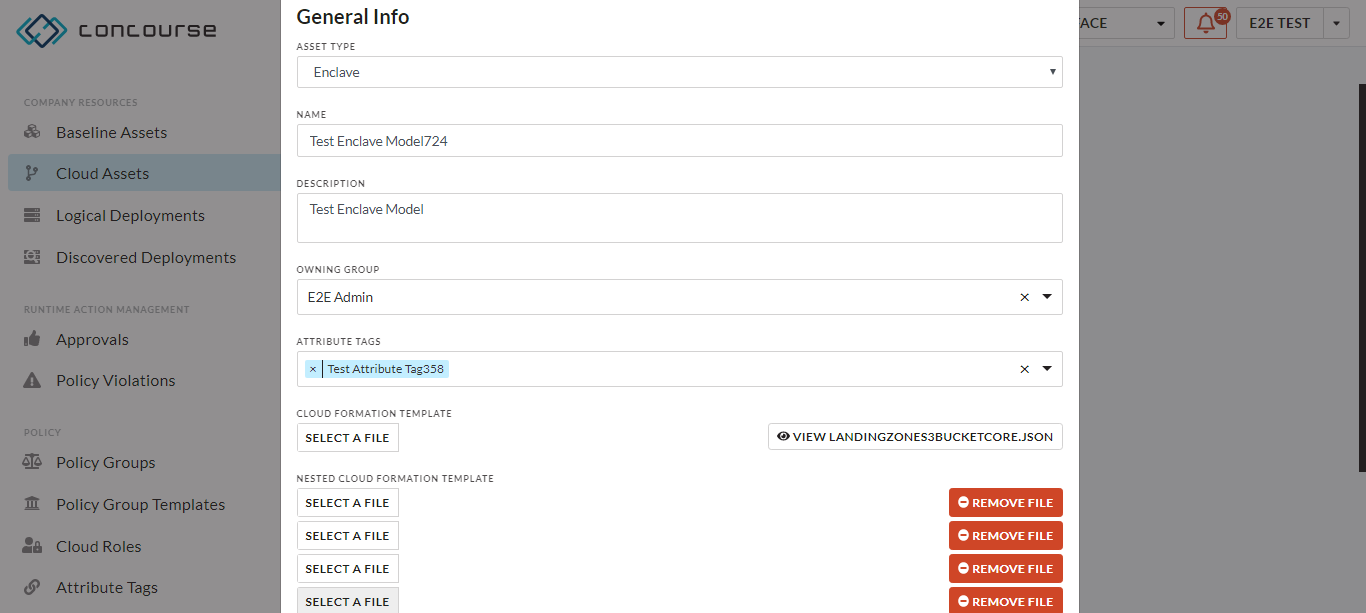 concourse
COMPANY RESOURCES
Baseline Assets
Cloud Assets
Logical Deployments
Discovered Deployments
RUNTIME ACTION MANAGEMENT
Approvals
Policy Violations
POLICY
Policy Groups
Policy Group Templates
Cloud Roles
Attribute Tags
General Info
ASSET TYPE
Enclave
NAME
Test Enclave Model724
DESCRIPTION
Test Enclave Model
OWNING GROUP
E2E Admin
ATTRIBUTE TAGS
× Test Attribute Tag358
CLOUD FORMATION TEMPLATE
SELECT A FILE VIEW LANDINGZONES3BUCKETCORE.JSON
NESTED CLOUD FORMATION TEMPLATE
SELECT A FILE REMOVE FILE
SELECT A FILE REMOVE FILE
SELECT A FILE REMOVE FILE
SELECT A FILE REMOVE FILE
FACE 50 E2E TEST